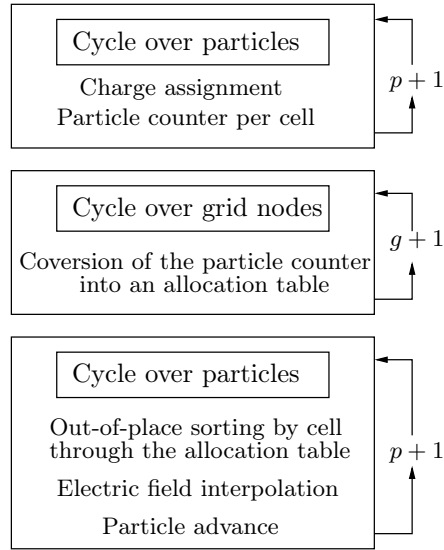 Cycle over particles
Charge assignment
Particle counter per cell
p + 1
Cycle over grid nodes
Coversion of the particle counter
into an allocation table
g + 1
Cycle over particles
Out-of-place sorting by cell
through the allocation table
Electric field interpolation
Particle advance
p + 1